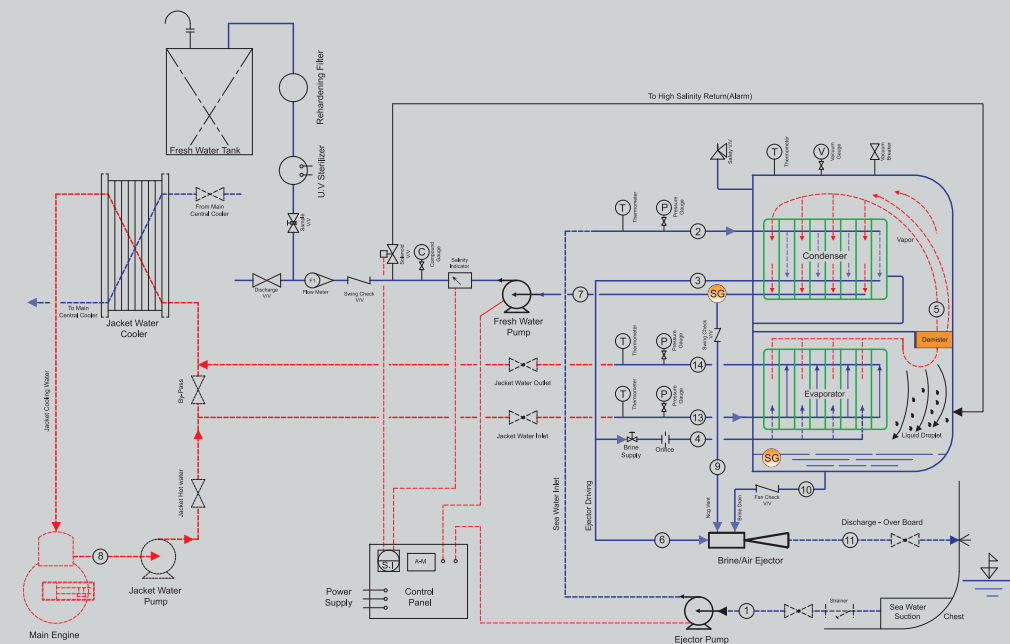 To High Salinity Return(Alarm)
Fresh Water Tank
Rehardening Filter
U.V Sterilizer
Sample
V/V
From Main
Central Cooler
To Main
Central Cooler
Jacket Water
Cooler
Discharge
V/V
F1
Flow Meter
Swing Check
V/V
Solenoid
V/V
C
Compound
Gauge
Salinity
Indicator
Fresh Water
Pump
Safety V/V
T
Thermometer
V
Vacuum
Gauge
Vacuum
Breaker
T
Thermometer
P
Pressure
Gauge
2
Condenser
Vapor
3
7
SG
5
Demister
Swing Check
V/V
Jacket Cooling Water
By-Pass
Jacket Water Outlet
T
Thermometer
P
Pressure
Gauge
14
Evaporator
Jacket Water Inlet
T
Thermometer
P
Pressure
Gauge
13
Brine
Supply
Orifice
4
Liquid Droplet
SG
9
10
Fan Check
V/V
Jacket Hot water
Sea Water Inlet
Ejector Driving
Ncg Vent
Brine Drain
6
Brine/Air Ejector
11
Discharge - Over Board
8
Jacket Water
Pump
Main Engine
S.I
A-M
Power
Supply
Control
Panel
Ejector Pump
1
Strainer
Sea Water
Suction
Chest